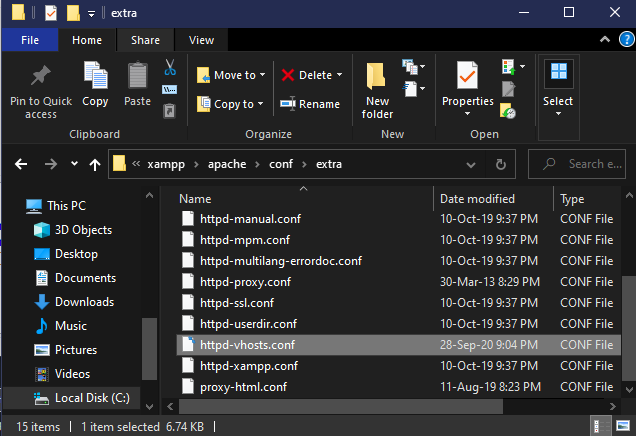 extra
File Home Share View
Pin to Quick access
Copy
Paste
Move to
Copy to
Delete
Rename
New folder
Properties
Select
Clipboard Organize New Open
« xampp › apache › conf › extra
Search e...
This PC
3D Objects
Desktop
Documents
Downloads
Music
Pictures
Videos
Local Disk (C:)
Name Date modified Type
httpd-manual.conf 10-Oct-19 9:37 PM CONF File
httpd-mpm.conf 10-Oct-19 9:37 PM CONF File
httpd-multilang-errordoc.conf 10-Oct-19 9:37 PM CONF File
httpd-proxy.conf 30-Mar-13 8:29 PM CONF File
httpd-ssl.conf 10-Oct-19 9:37 PM CONF File
httpd-userdir.conf 10-Oct-19 9:37 PM CONF File
httpd-vhosts.conf 28-Sep-20 9:04 PM CONF File
httpd-xampp.conf 10-Oct-19 9:37 PM CONF File
proxy-html.conf 11-Aug-19 8:23 PM CONF File
15 items 1 item selected 6.74 KB